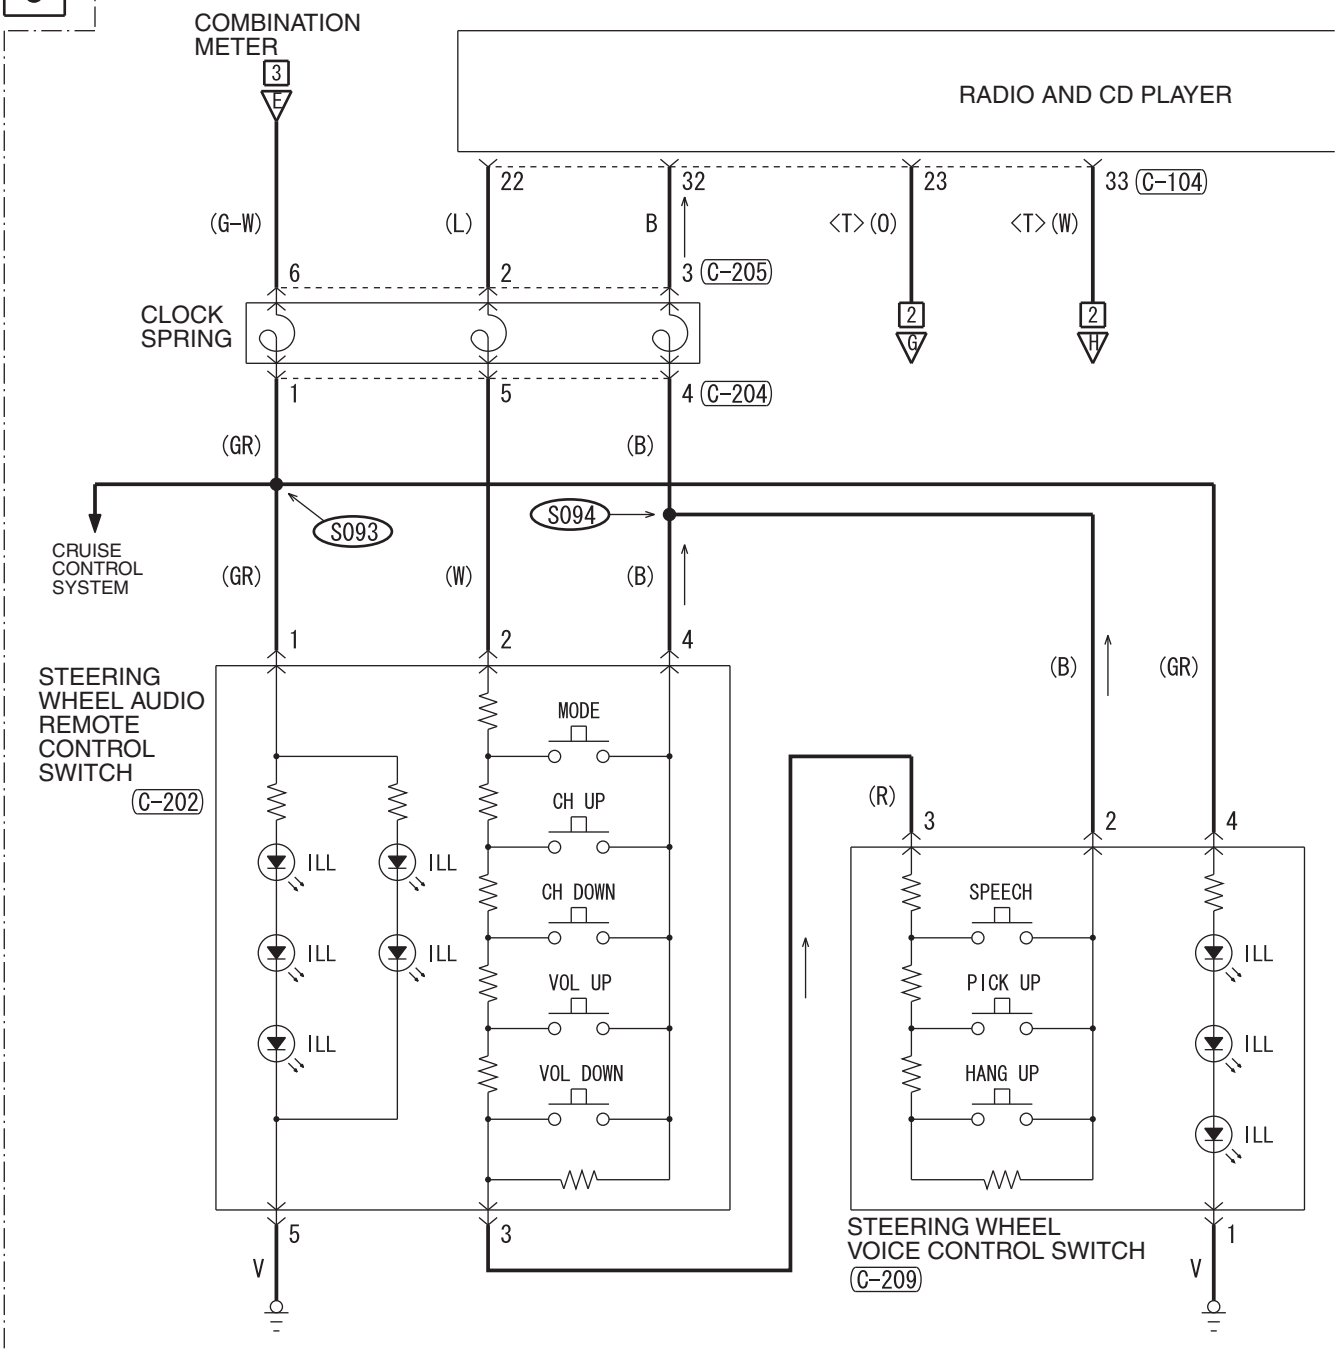 COMBINATION
METER
3
E
RADIO AND CD PLAYER
22
32
23
33 (C-104)
(G-W)
(L)
B
<T>(O)
<T>(W)
6
2
3 (C-205)
CLOCK
SPRING
2
G
2
H
1
5
4 (C-204)
(GR)
(B)
S093
S094
CRUISE
CONTROL
SYSTEM
(GR)
(W)
(B)
1
2
4
(B)
(GR)
STEERING
WHEEL AUDIO
REMOTE
CONTROL
SWITCH
(C-202)
MODE
CH UP
CH DOWN
VOL UP
VOL DOWN
ILL
ILL
ILL
ILL
ILL
(R)
3
2
4
SPEECH
PICK UP
HANG UP
ILL
ILL
ILL
5
3
1
V
V
STEERING WHEEL
VOICE CONTROL SWITCH
(C-209)